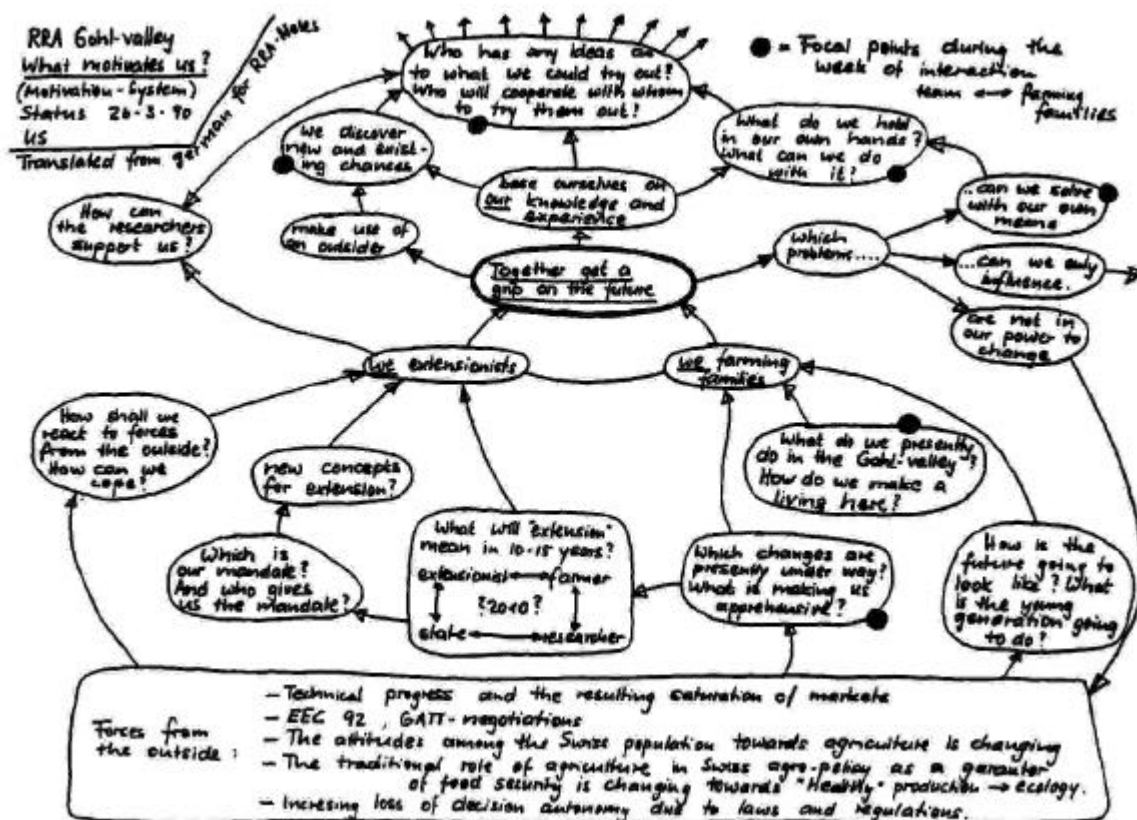 RRA Gohl-valley
What motivates us?
(Motivation-System)
Status 26-3-90
US
Translated from german for RRA-Notes
Who has any ideas as
to what we could try out?
Who will cooperate with whom
to try them out?
● = Focal points during the
week of interaction
team ↔ farming
families
we discover
new and exist-
ing chances
What do we hold
in our own hands?
What can we do
with it?
base ourselves on
our knowledge and
experience
How can
the researchers
support us?
make use of
an outsider
which
problems....
..can we solve
with our own
means
...can we only
influence.
are not in
our power to
change
Together get a
grip on the future
we extensionists
we farming
families
How shall we
react to forces
from the outside?
How can we
cope?
new concepts
for extension?
What do we presently
do in the Gohl-valley"?
How do we make a
living here?
Which is
our mandate?
And who gives
us the mandate?
What will "extension"
mean in 10-15 years?
extensionist ↔ farmer
?2010?
state ↔ researcher
Which changes are
presently under way?
What is making us
apprehensive?
How is the
future going to
look like? What
is the young
generation going
to do?
Forces from
the outside:
- Technical progress and the resulting saturation of markets
- EEC 92, GATT-negotiations
- The attitudes among the Swiss population towards agriculture is changing
- The traditional role of agriculture in Swiss agro-policy as a garantor
of food security is changing towards "Healthy" production → ecology.
- Incresing loss of decision autonomy due to laws and regulations.